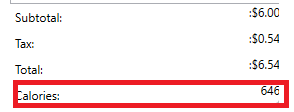 Subtotal: :$6.00
Tax: :$0.54
Total: :$6.54
Calories: 646